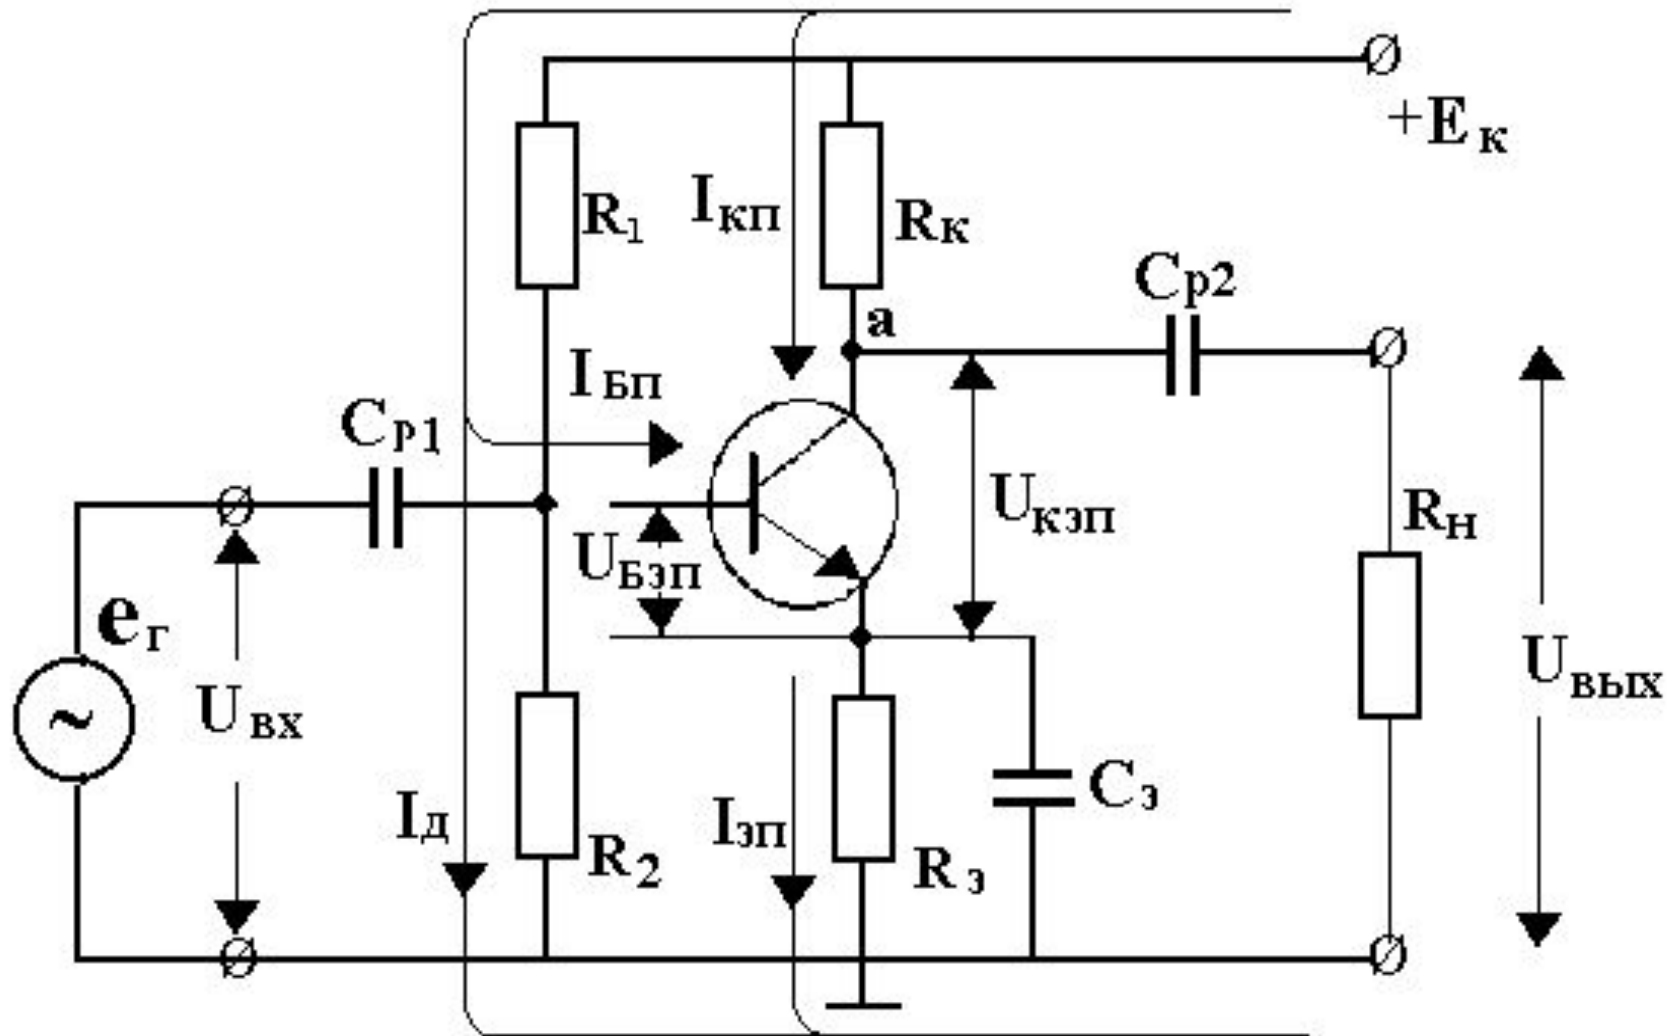 +Eк
R1
Iкп
Rк
Cр2
а
IБП
Cр1
Rн
Uкэп
UБЭП
eг
Uвых
Uвх
Cэ
Iд
Iэп
R2
Rэ
~